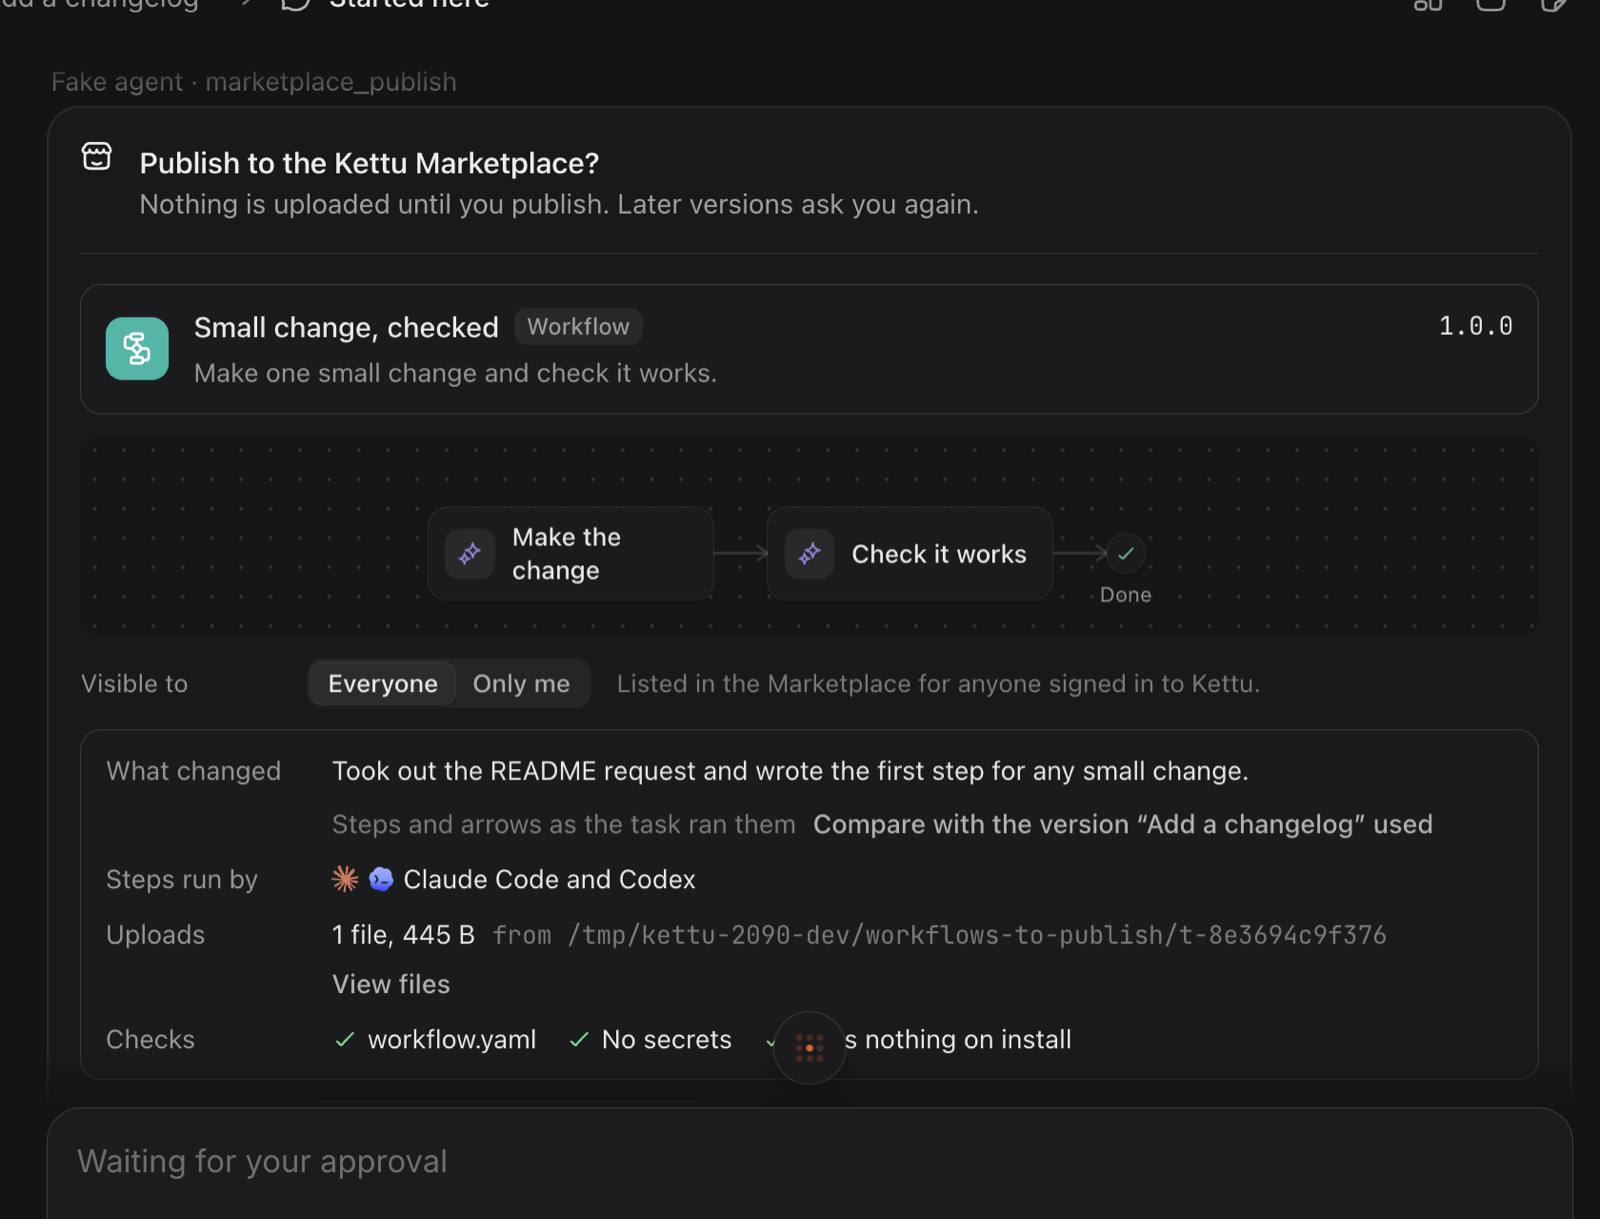 a changelog
Started here
Fake agent · marketplace_publish
Publish to the Kettu Marketplace?
Nothing is uploaded until you publish. Later versions ask you again.
Small change, checked Workflow 1.0.0
Make one small change and check it works.
Make the
change
Check it works
Done
Visible to Everyone Only me Listed in the Marketplace for anyone signed in to Kettu.
What changed Took out the README request and wrote the first step for any small change.
Steps and arrows as the task ran them Compare with the version “Add a changelog” used
Steps run by Claude Code and Codex
Uploads 1 file, 445 B from /tmp/kettu-2090-dev/workflows-to-publish/t-8e3694c9f376
View files
Checks workflow.yaml No secrets s nothing on install
Waiting for your approval